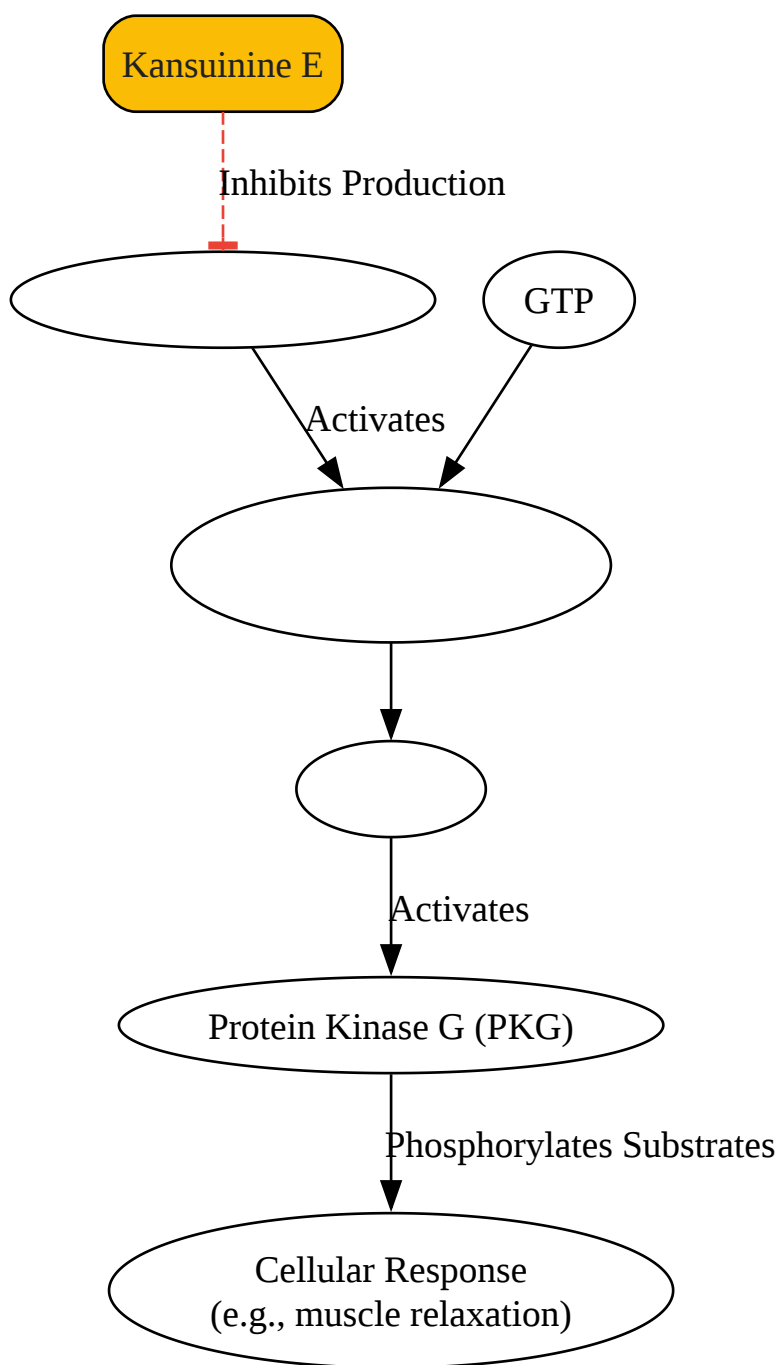 Kansuinine E
Inhibits Production
GTP
Activates
Activates
Protein Kinase G (PKG)
Phosphorylates Substrates
Cellular Response
(e.g., muscle relaxation)